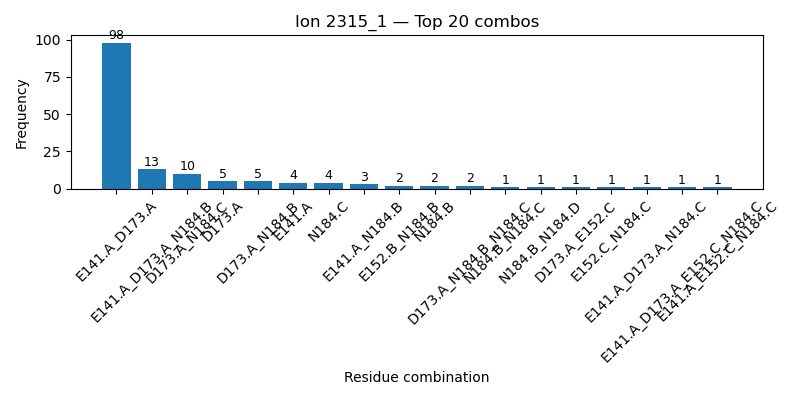 Ion 2315_1 — Top 20 combos
Frequency
100
75
50
25
0
98
13
10
5
5
4
4
3
2
2
2
1
1
1
1
1
1
1
E141.A_D173.A
E141.A_D173.A_N184.B
D173.A_N184.C
D173.A
D173.A_N184.B
E141.A
N184.C
E141.A_N184.B
E152.B_N184.B
N184.B
D173.A_N184.B_N184.C
N184.B_N184.C
N184.B_N184.D
D173.A_E152.C
E152.C_N184.C
E141.A_D173.A_N184.C
E141.A_D173.A_E152.C_N184.C
E141.A_E152.C_N184.C
Residue combination